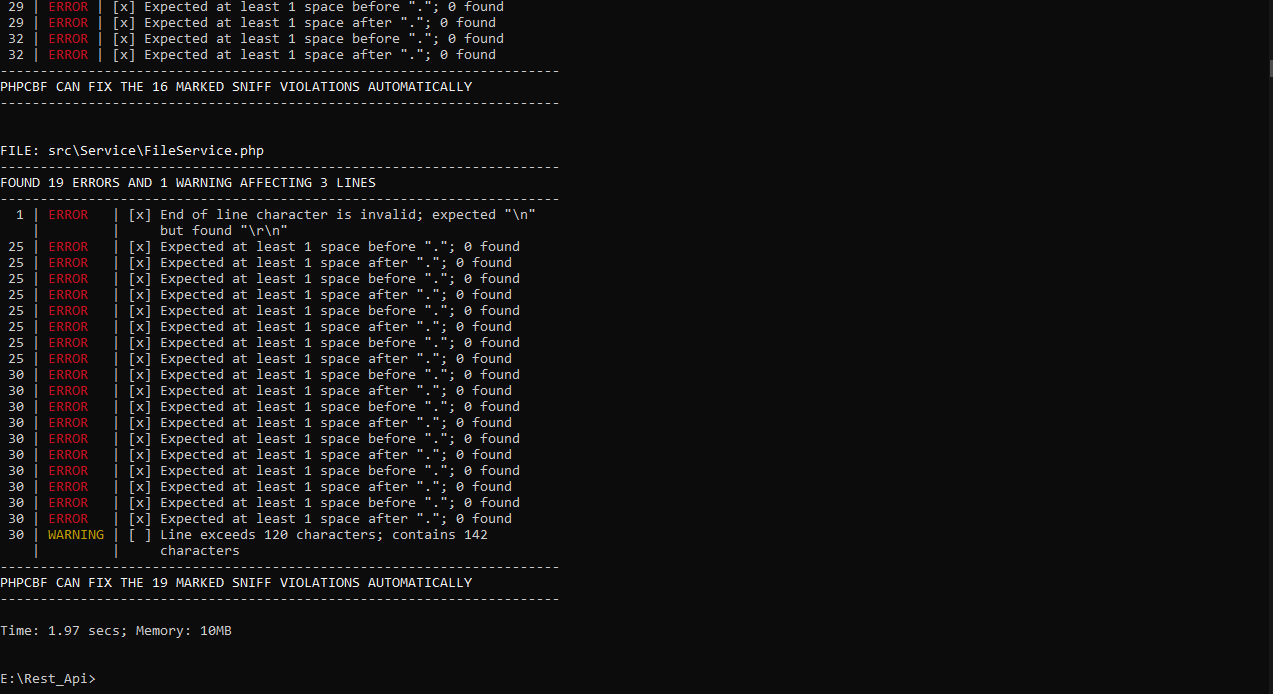 29 | ERROR | [x] Expected at least 1 space before "."; 0 found
29 | ERROR | [x] Expected at least 1 space after "."; 0 found
32 | ERROR | [x] Expected at least 1 space before "."; 0 found
32 | ERROR | [x] Expected at least 1 space after "."; 0 found
----------------------------------------------------------------------
PHPCBF CAN FIX THE 16 MARKED SNIFF VIOLATIONS AUTOMATICALLY
----------------------------------------------------------------------
FILE: src\Service\FileService.php
----------------------------------------------------------------------
FOUND 19 ERRORS AND 1 WARNING AFFECTING 3 LINES
----------------------------------------------------------------------
1 | ERROR | [x] End of line character is invalid; expected "\n"
| | but found "\r\n"
25 | ERROR | [x] Expected at least 1 space before "."; 0 found
25 | ERROR | [x] Expected at least 1 space after "."; 0 found
25 | ERROR | [x] Expected at least 1 space before "."; 0 found
25 | ERROR | [x] Expected at least 1 space after "."; 0 found
25 | ERROR | [x] Expected at least 1 space before "."; 0 found
25 | ERROR | [x] Expected at least 1 space after "."; 0 found
25 | ERROR | [x] Expected at least 1 space before "."; 0 found
25 | ERROR | [x] Expected at least 1 space after "."; 0 found
30 | ERROR | [x] Expected at least 1 space before "."; 0 found
30 | ERROR | [x] Expected at least 1 space after "."; 0 found
30 | ERROR | [x] Expected at least 1 space before "."; 0 found
30 | ERROR | [x] Expected at least 1 space after "."; 0 found
30 | ERROR | [x] Expected at least 1 space before "."; 0 found
30 | ERROR | [x] Expected at least 1 space after "."; 0 found
30 | ERROR | [x] Expected at least 1 space before "."; 0 found
30 | ERROR | [x] Expected at least 1 space after "."; 0 found
30 | ERROR | [x] Expected at least 1 space before "."; 0 found
30 | ERROR | [x] Expected at least 1 space after "."; 0 found
30 | WARNING | [ ] Line exceeds 120 characters; contains 142
| | characters
----------------------------------------------------------------------
PHPCBF CAN FIX THE 19 MARKED SNIFF VIOLATIONS AUTOMATICALLY
----------------------------------------------------------------------
Time: 1.97 secs; Memory: 10MB
E:\Rest_Api>